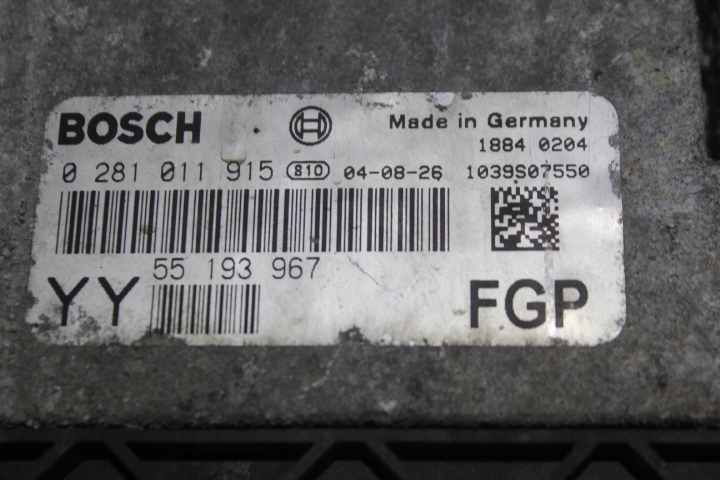 BOSCH Made in Germany
1884 0204
0 281 011 915 810 04-08-26 1039S07550
55 193 967
YY FGP